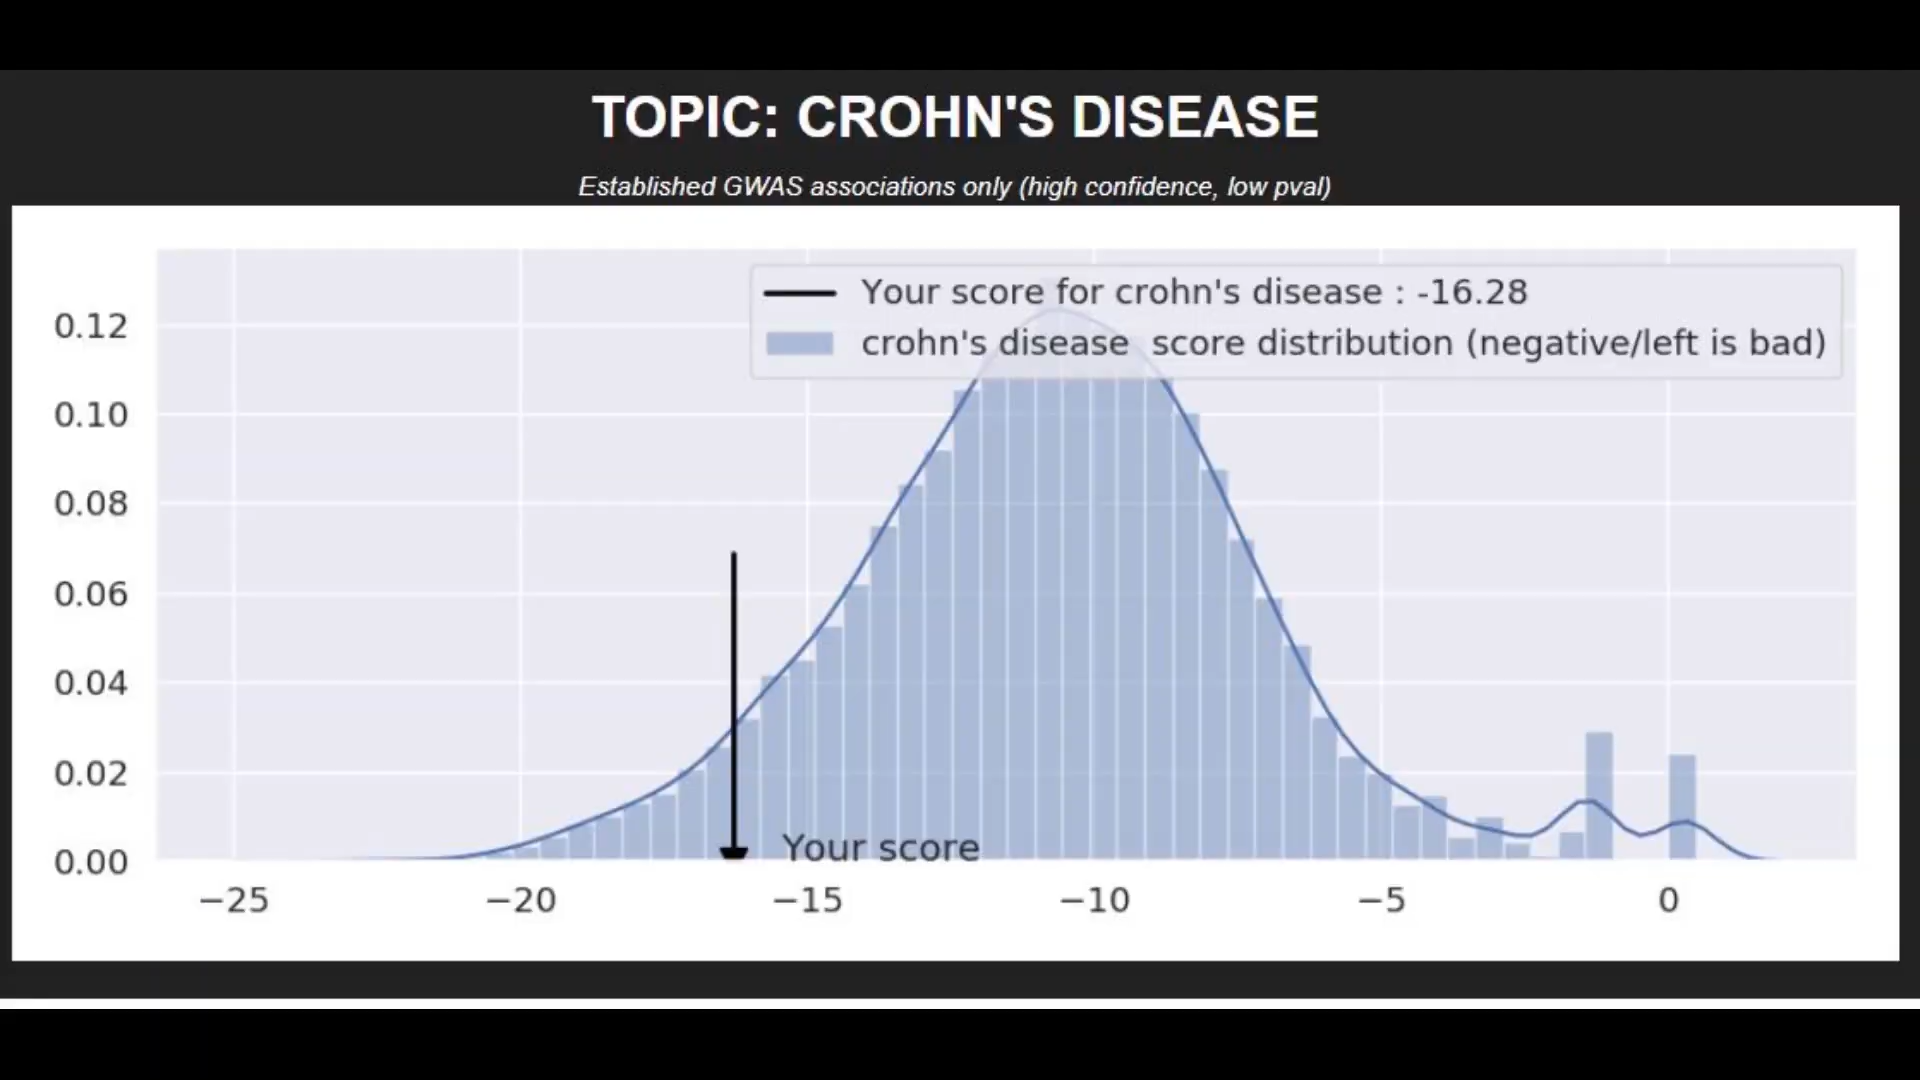 TOPIC: CROHN'S DISEASE
Established GWAS associations only (high confidence, low pval)
Your score for crohn's disease : -16.28
crohn's disease  score distribution (negative/left is bad)
0.12
0.10
0.08
0.06
0.04
0.02
0.00
Your score
−25 −20 −15 −10 −5 0